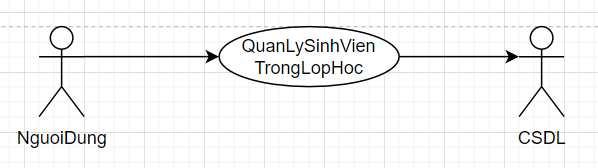 QuanLySinhVien
TrongLopHoc
NguoiDung
CSDL